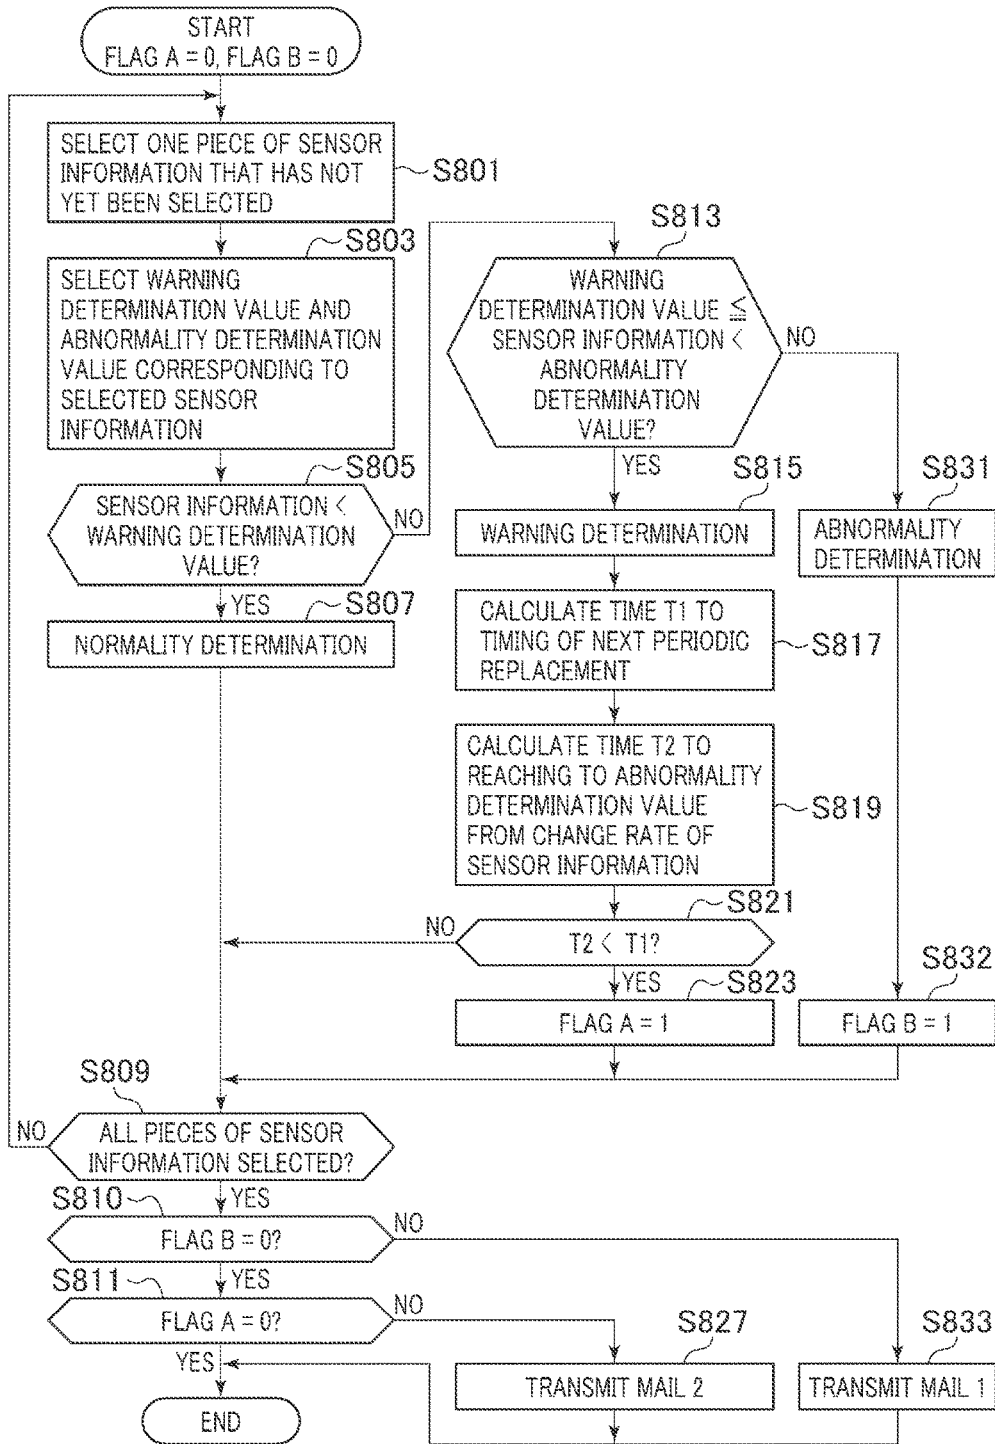 START
FLAG A = 0, FLAG B = 0
SELECT ONE PIECE OF SENSOR
INFORMATION THAT HAS NOT
YET BEEN SELECTED
S801
S803
SELECT WARNING
DETERMINATION VALUE AND
ABNORMALITY DETERMINATION
VALUE CORRESPONDING TO
SELECTED SENSOR
INFORMATION
S805
SENSOR INFORMATION <
WARNING DETERMINATION
VALUE?
NO
YES
S807
NORMALITY DETERMINATION
S813
WARNING
DETERMINATION VALUE ≦
SENSOR INFORMATION <
ABNORMALITY
DETERMINATION
VALUE?
NO
YES
S815
WARNING DETERMINATION
S831
ABNORMALITY
DETERMINATION
CALCULATE TIME T1 TO
TIMING OF NEXT PERIODIC
REPLACEMENT
S817
CALCULATE TIME T2 TO
REACHING TO ABNORMALITY
DETERMINATION VALUE
FROM CHANGE RATE OF
SENSOR INFORMATION
S819
S821
NO
T2 < T1?
YES
S823
FLAG A = 1
S832
FLAG B = 1
S809
NO
ALL PIECES OF SENSOR
INFORMATION SELECTED?
YES
S810
FLAG B = 0?
NO
YES
S811
FLAG A = 0?
NO
YES
S827
TRANSMIT MAIL 2
S833
TRANSMIT MAIL 1
END